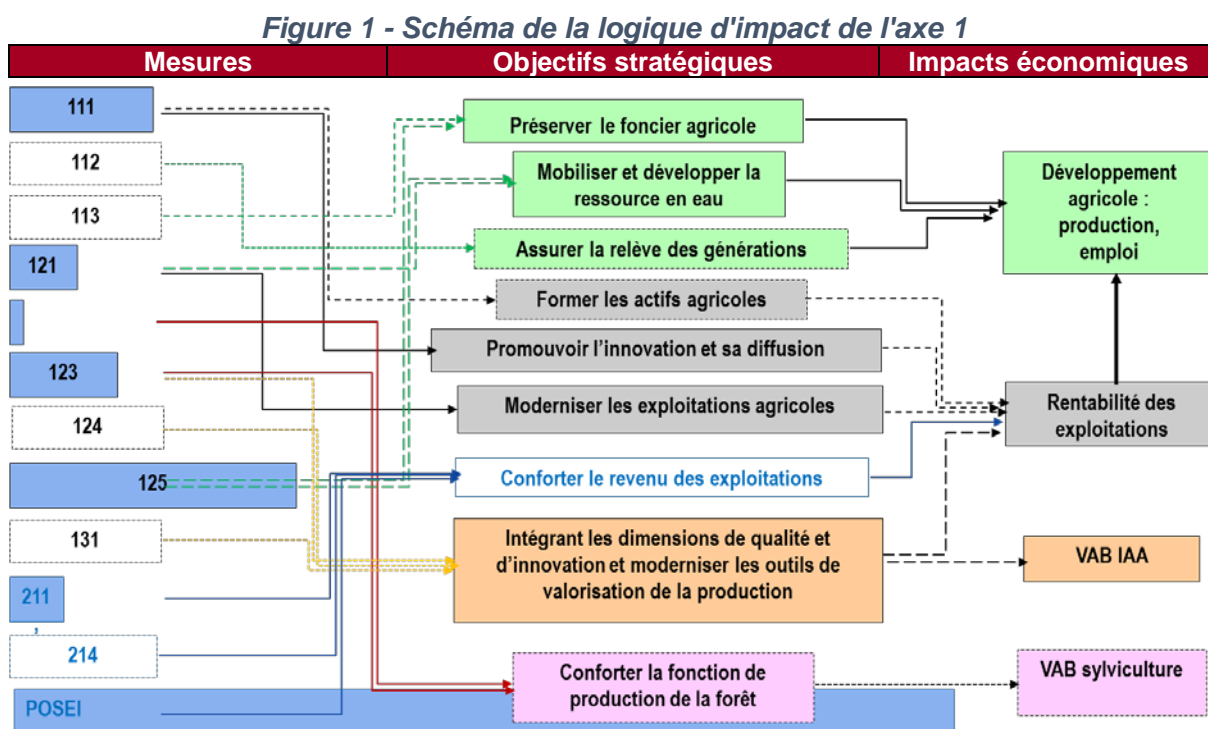 Figure 1 - Schéma de la logique d'impact de l'axe 1
Mesures
Objectifs stratégiques
Impacts économiques
111
112
113
121
123
124
125
131
211
,
214
POSEI
Préserver le foncier agricole
Mobiliser et développer la
ressource en eau
Assurer la relève des générations
Former les actifs agricoles
Promouvoir l'innovation et sa diffusion
Moderniser les exploitations agricoles
Conforter le revenu des exploitations
Intégrant les dimensions de qualité et
d'innovation et moderniser les outils de
valorisation de la production
Conforter la fonction de
production de la forêt
Développement
agricole :
production,
emploi
Rentabilité des
exploitations
VAB IAA
VAB sylviculture